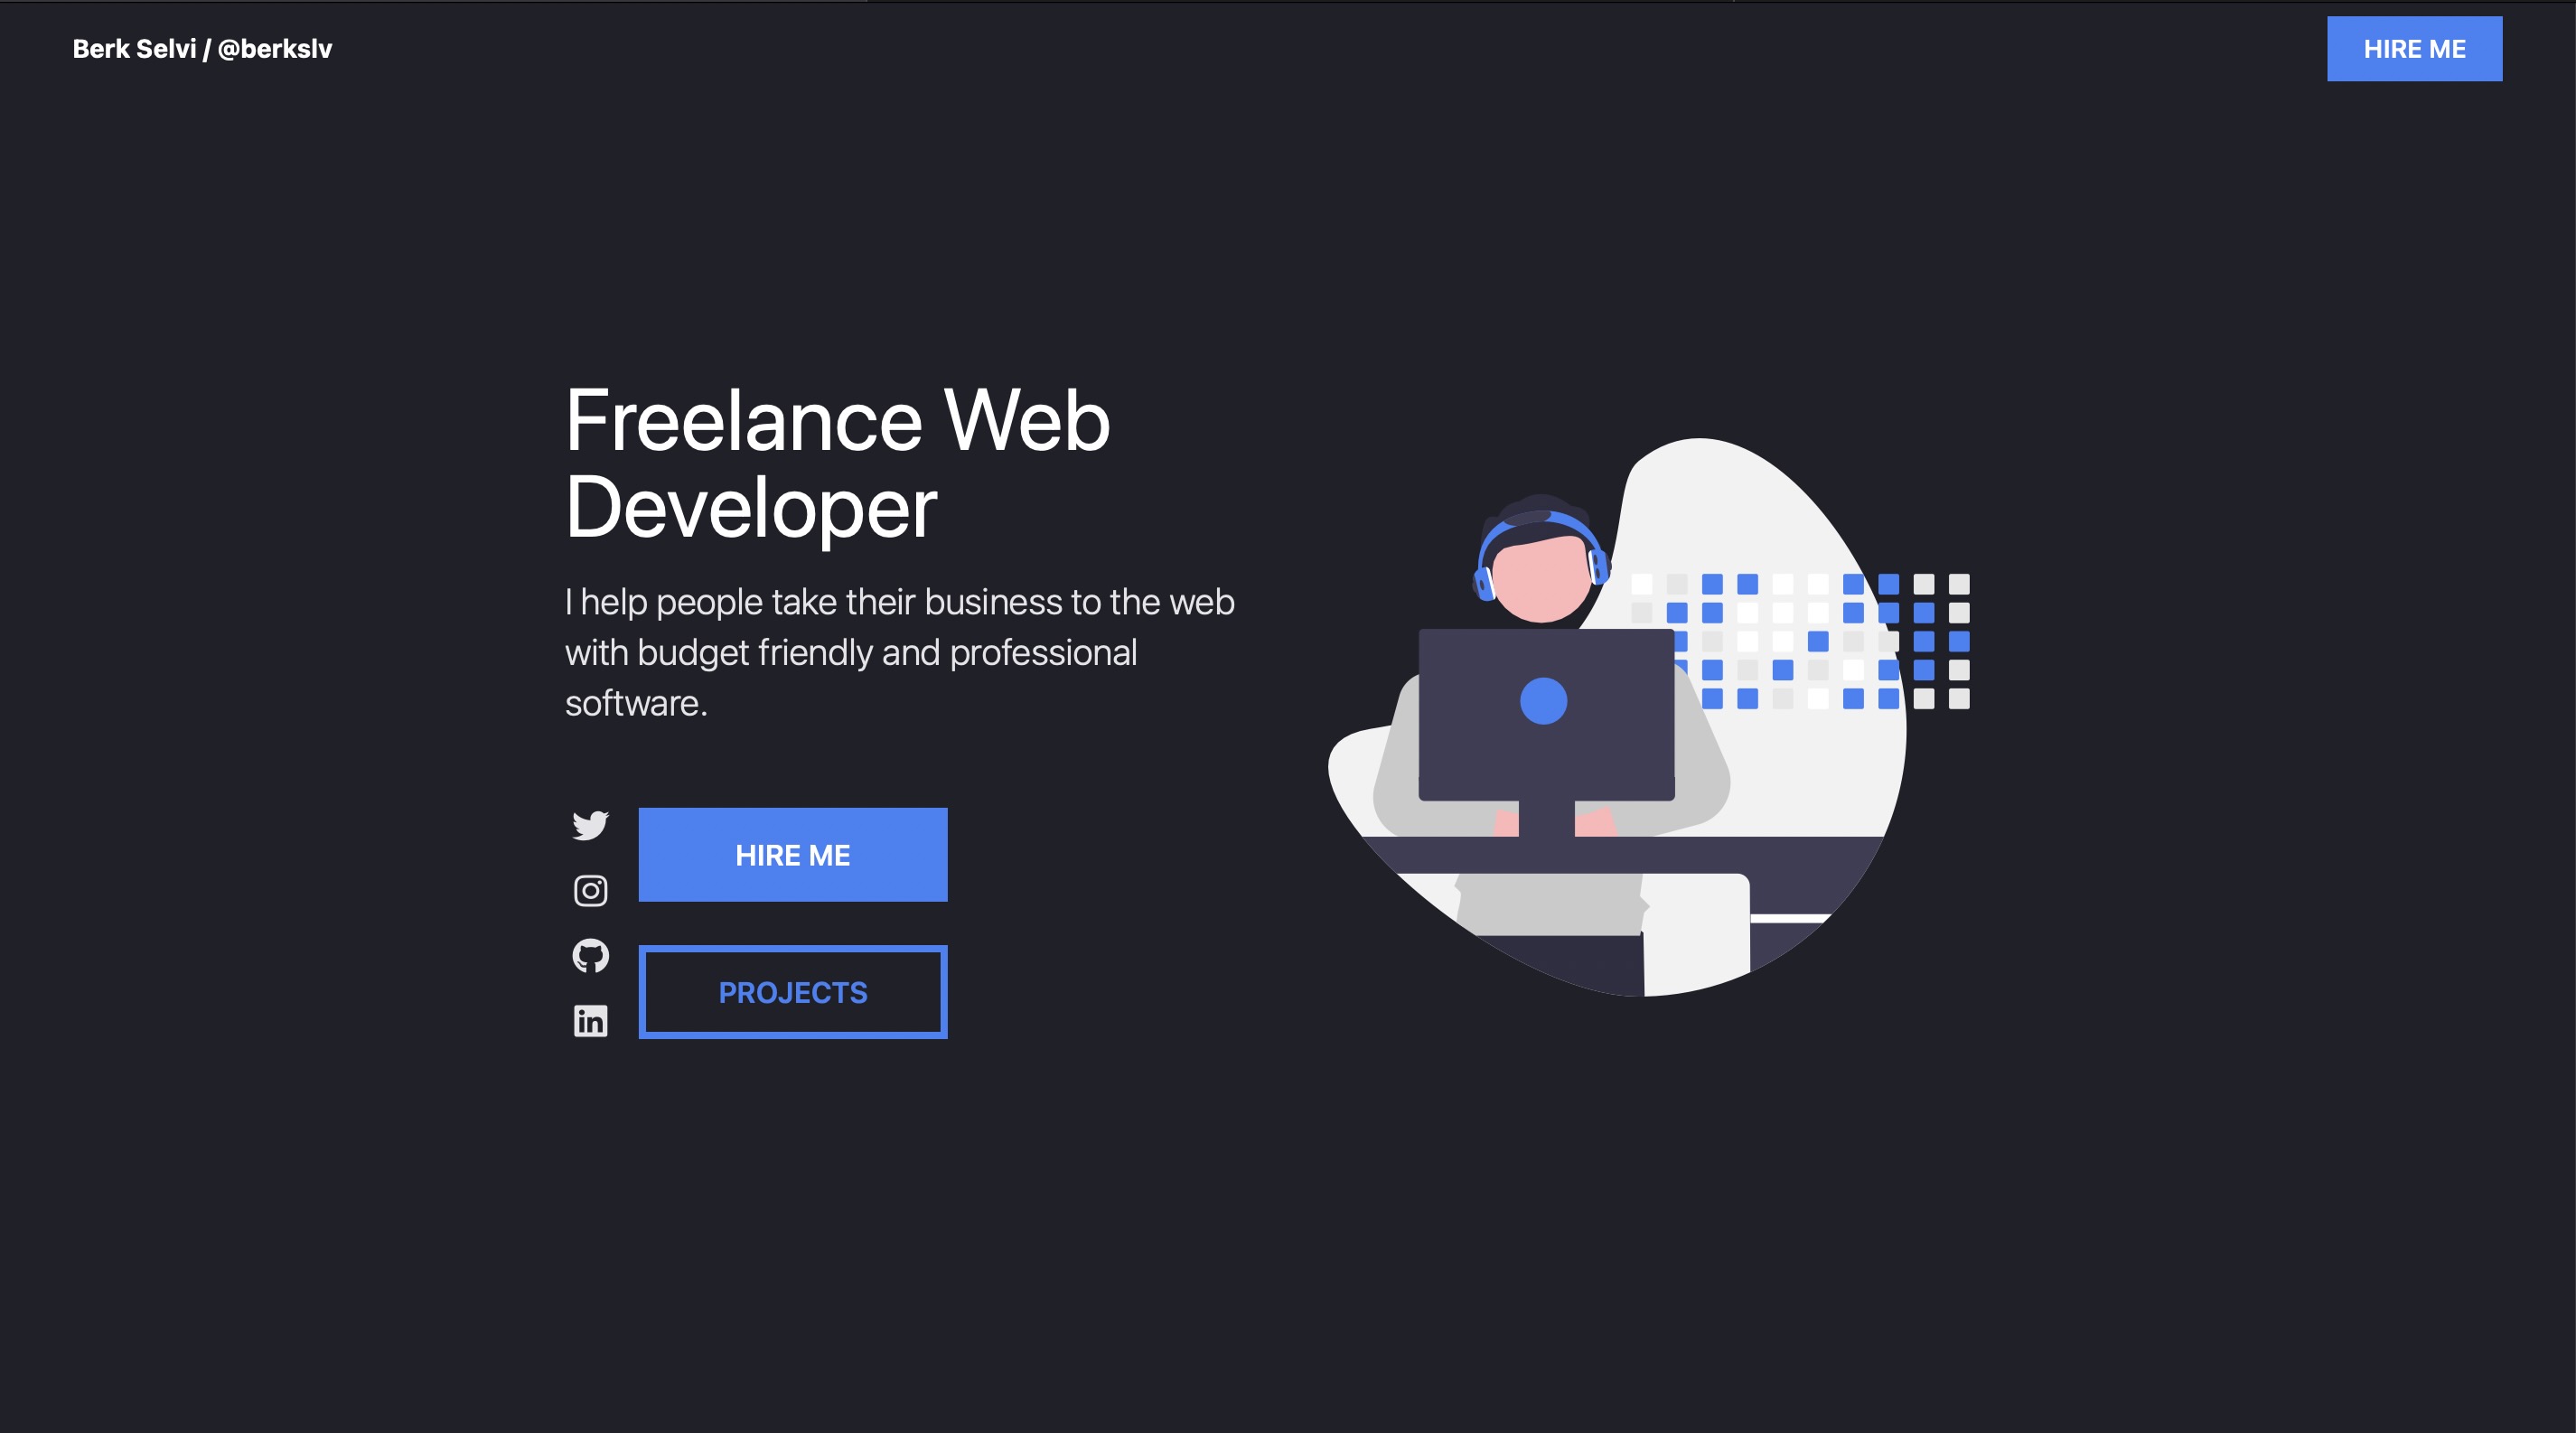 Berk Selvi / @berkslv
HIRE ME
Freelance Web
Developer
I help people take their business to the web
with budget friendly and professional
software.
HIRE ME
PROJECTS
in